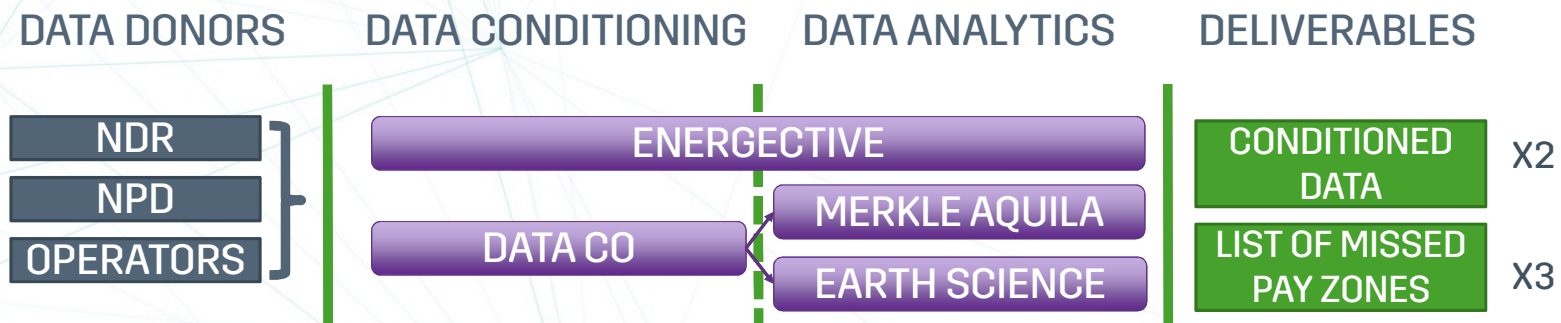 DATA DONORS
DATA CONDITIONING
DATA ANALYTICS
DELIVERABLES
NDR
NPD
OPERATORS
ENERGECTIVE
DATA CO
MERKLE AQUILA
EARTH SCIENCE
CONDITIONED
DATA
X2
LIST OF MISSED
PAY ZONES
X3